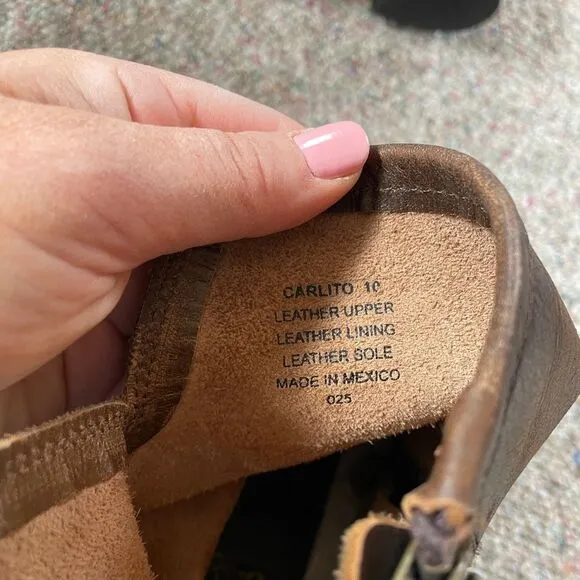 CARLITO 10
LEATHER UPPER
LEATHER LINING
LEATHER SOLE
MADE IN MEXICO
025